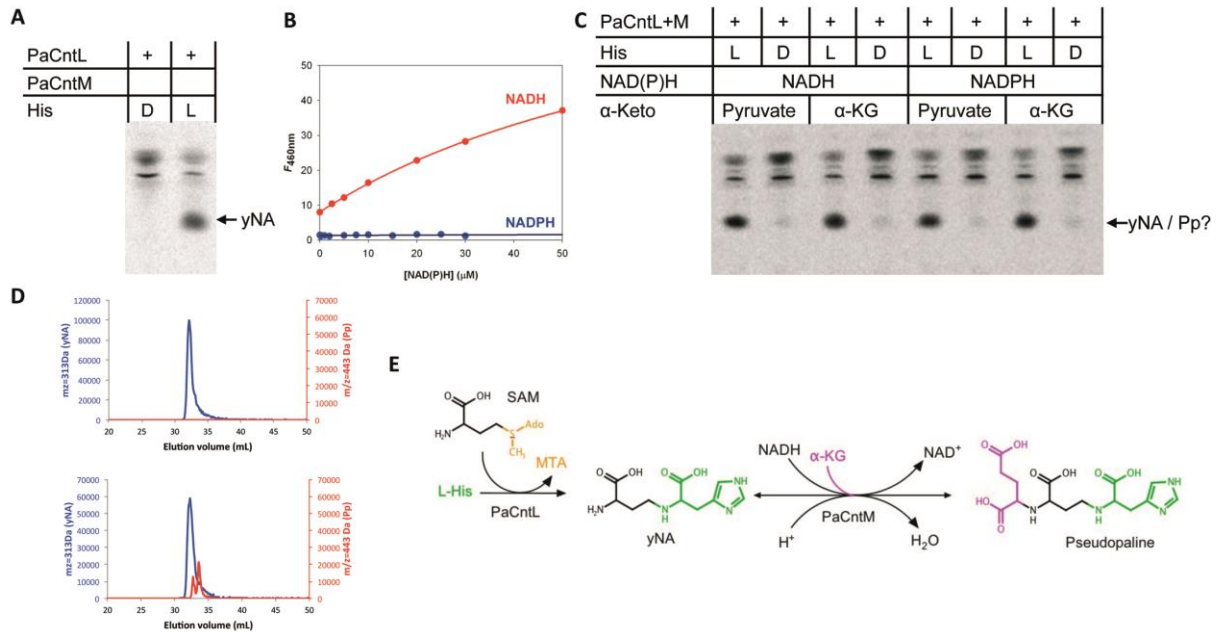 A
PaCntL + +
PaCntM
His D L
yNA
B
50
40
30
20
10
0
F460nm
NADH
NADPH
0 10 20 30 40 50
[NAD(P)H] (μM)
C
PaCntL+M + + + + + + + +
His L D L D L D L D
NAD(P)H NADH NADPH
α-Keto Pyruvate α-KG Pyruvate α-KG
yNA / Pp?
D
mz=313Da (yNA)
120000
100000
80000
60000
40000
20000
0
70000
60000
50000
40000
30000
20000
10000
0
m/z=443 Da (Pp)
20 25 30 35 40 45 50
Elution volume (mL)
mz=313Da (yNA)
70000
60000
50000
40000
30000
20000
10000
0
70000
60000
50000
40000
30000
20000
10000
0
m/z=443 Da (Pp)
20 25 30 35 40 45 50
Elution volume (mL)
E
O OH SAM
H2N S Ado
CH3
MTA
L-His
PaCntL
O OH O OH
H2N N H NH N
yNA
NADH α-KG NAD+
PaCntM
H+ H2O
O OH
HO O
O OH O OH
N H N H NH N
Pseudopaline